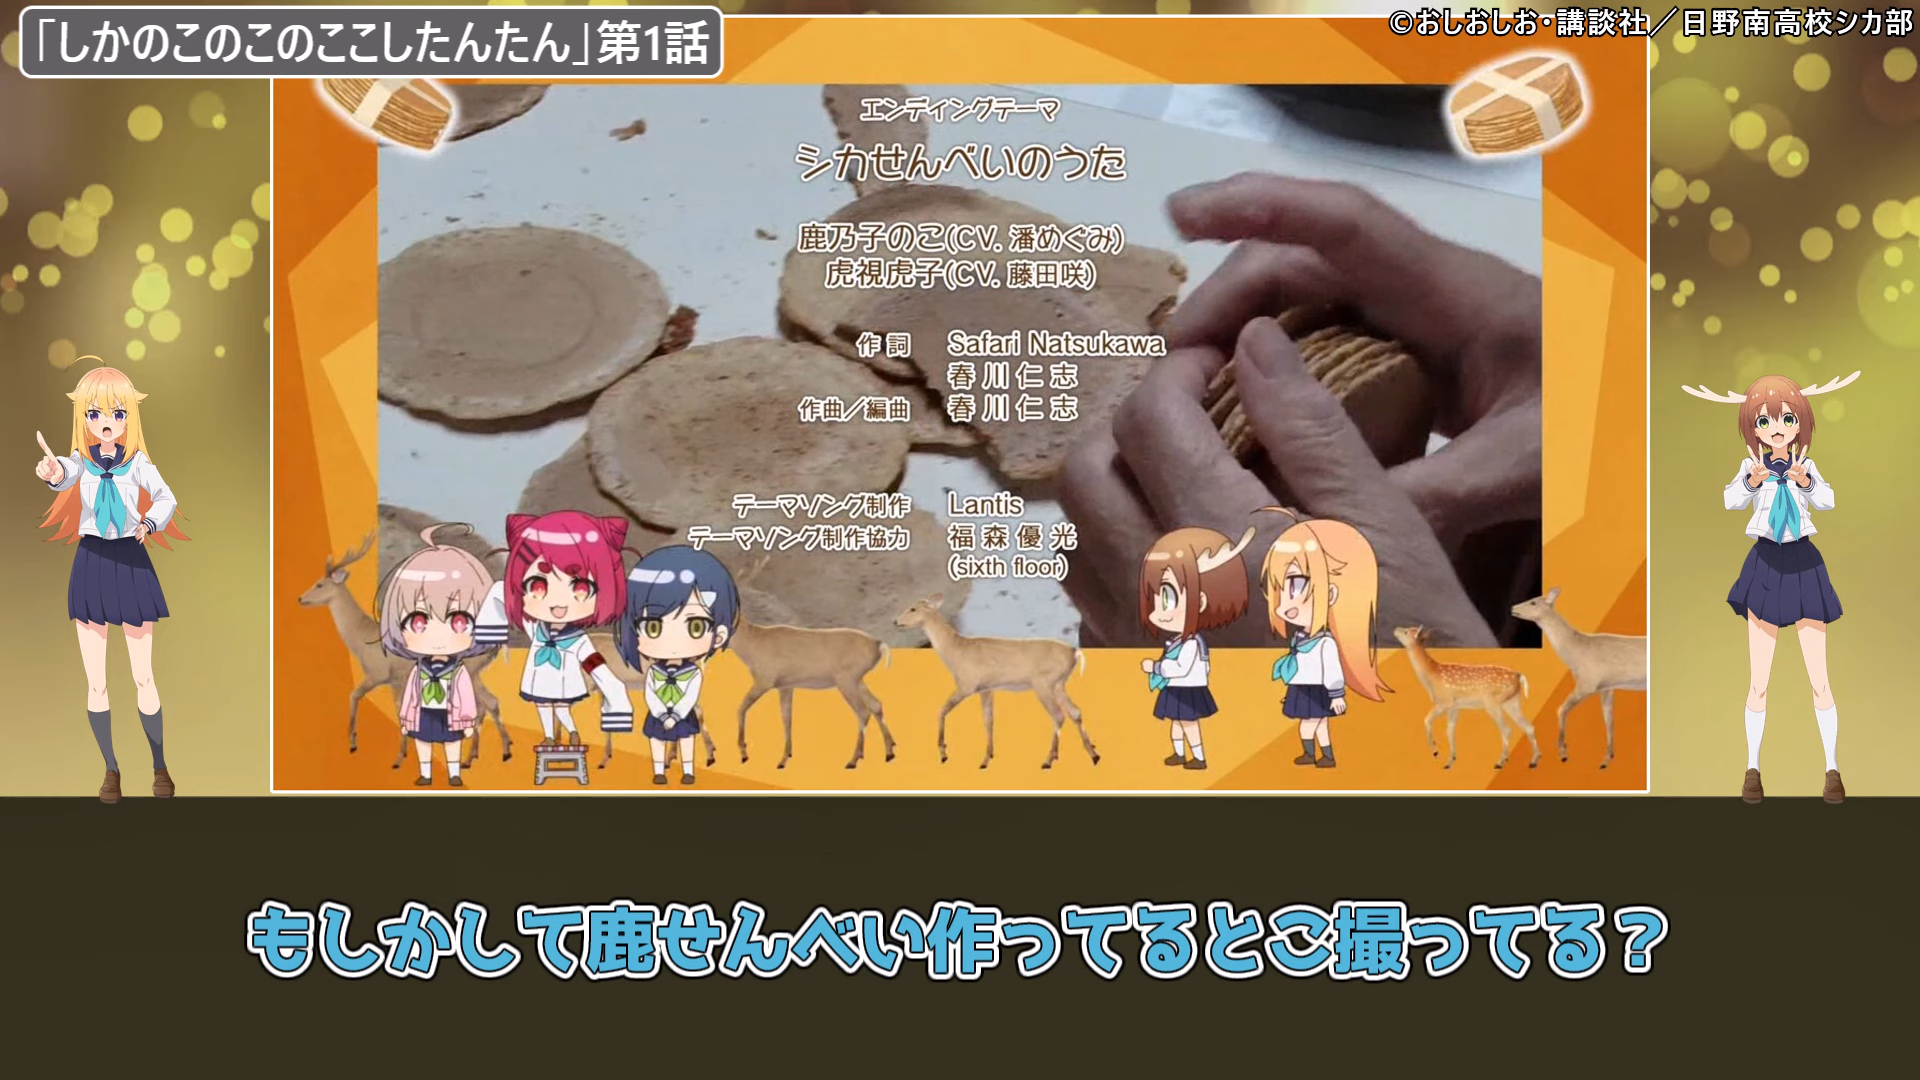 「しかのこのこのここしたんたん」第1話
©おしおしお・講談社／日野南高校シカ部
エンディングテーマ
シカせんべいのうた
鹿乃子のこ(CV. 潘めぐみ)
虎視虎子(CV. 藤田咲)
作詞 Safari Natsukawa
春川仁志
作曲／編曲 春川仁志
テーマソング制作 Lantis
テーマソング制作協力 福森優光
(sixth floor)
もしかして鹿せんべい作ってるとこ撮ってる？